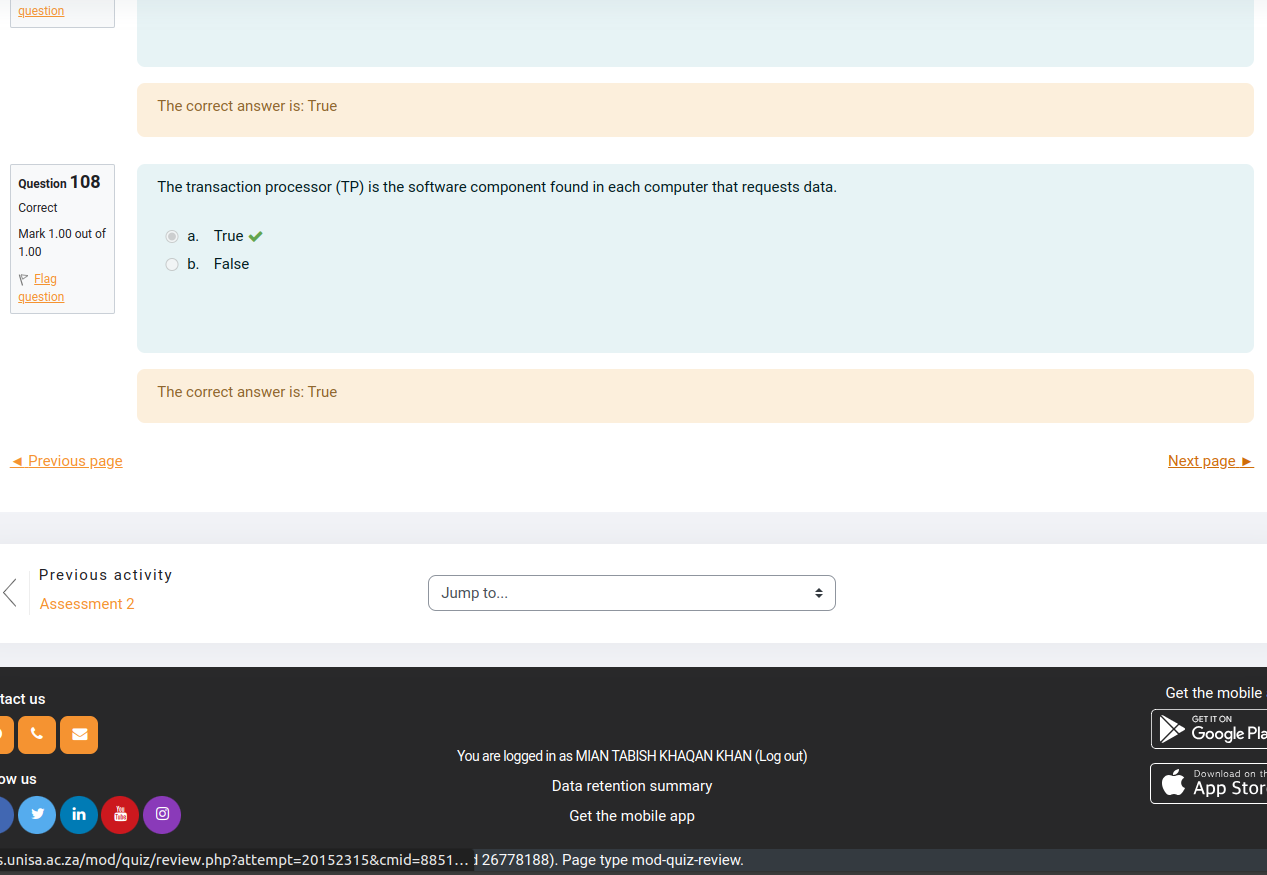 question
The correct answer is: True
Question 108
Correct
Mark 1.00 out of
1.00
Flag
question
The transaction processor (TP) is the software component found in each computer that requests data.
a. True
b. False
The correct answer is: True
◄ Previous page
Next page ►
Previous activity
Assessment 2
Jump to...
tact us
ow us
You are logged in as MIAN TABISH KHAQAN KHAN (Log out)
Data retention summary
Get the mobile app
Get the mobile
GET IT ON
Google Pla
Download on th
App Stor
You
Tube
in
s.unisa.ac.za/mod/quiz/review.php?attempt=20152315&cmid=8851... 26778188). Page type mod-quiz-review.